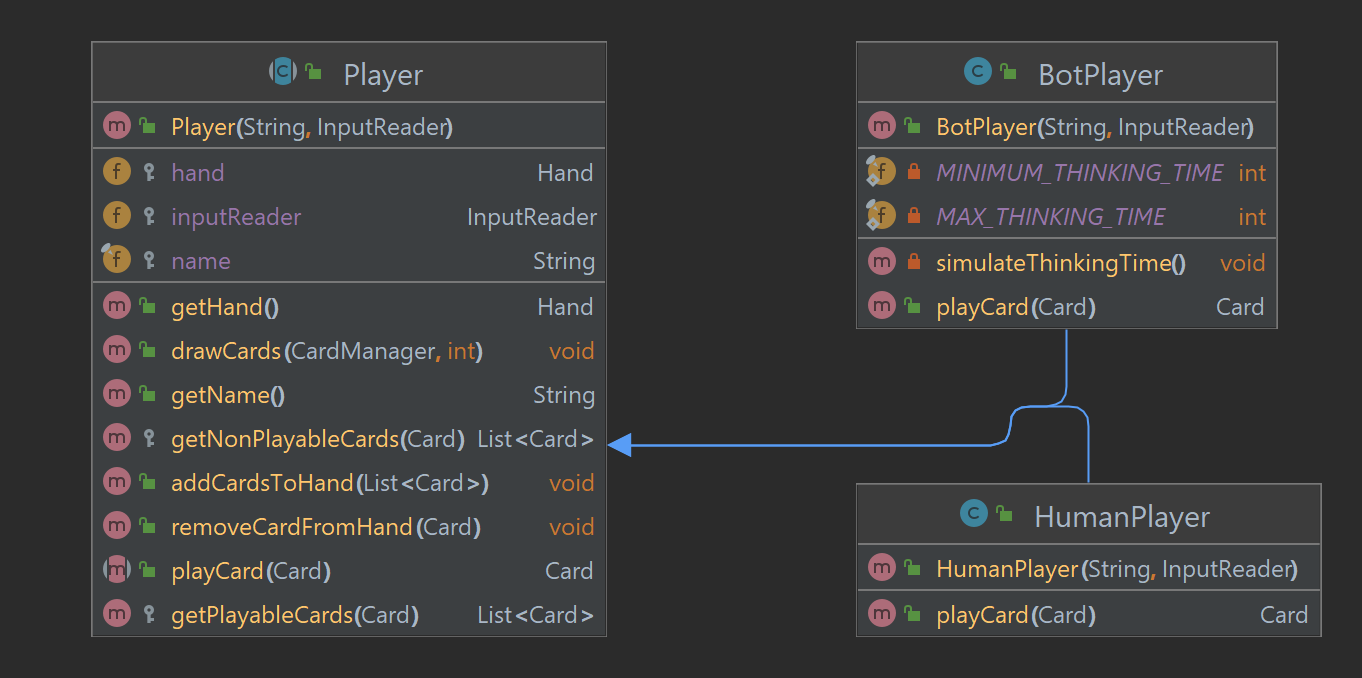 Player
Player(String, InputReader)
hand Hand
inputReader InputReader
name String
getHand() Hand
drawCards(CardManager, int) void
getName() String
getNonPlayableCards(Card) List<Card>
addCardsToHand(List<Card>) void
removeCardFromHand(Card) void
playCard(Card) Card
getPlayableCards(Card) List<Card>
BotPlayer
BotPlayer(String, InputReader)
MINIMUM_THINKING_TIME int
MAX_THINKING_TIME int
simulateThinkingTime() void
playCard(Card) Card
HumanPlayer
HumanPlayer(String, InputReader)
playCard(Card) Card